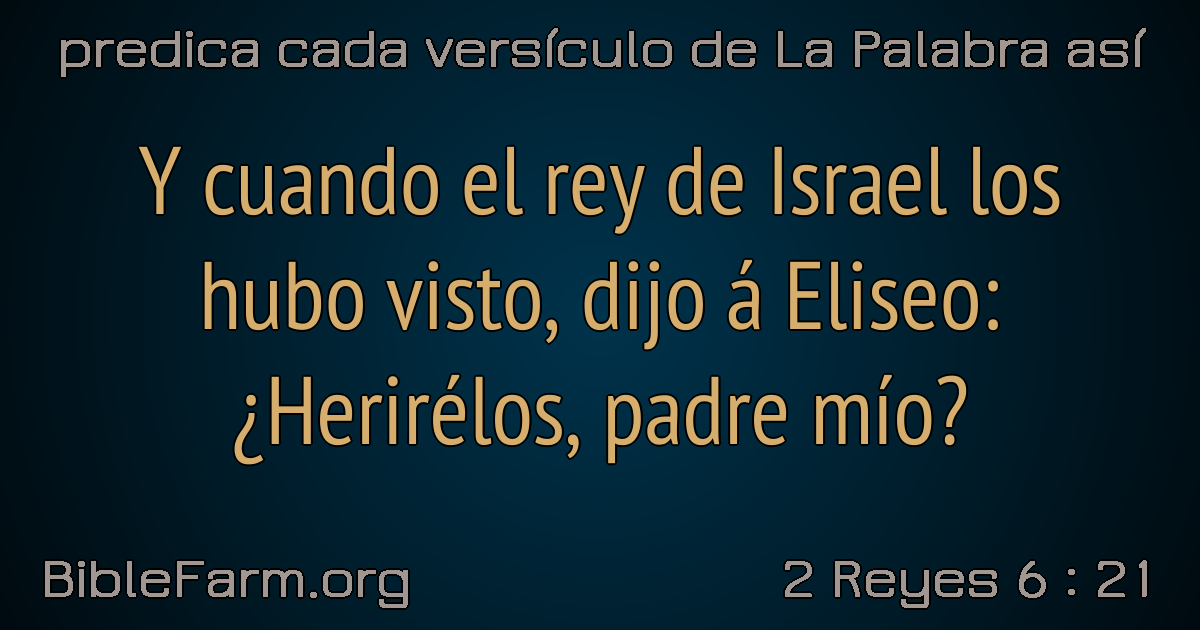 predica cada versículo de La Palabra así
Y cuando el rey de Israel los
hubo visto, dijo á Eliseo:
¿Herirélos, padre mío?
BibleFarm.org
2 Reyes 6 : 21